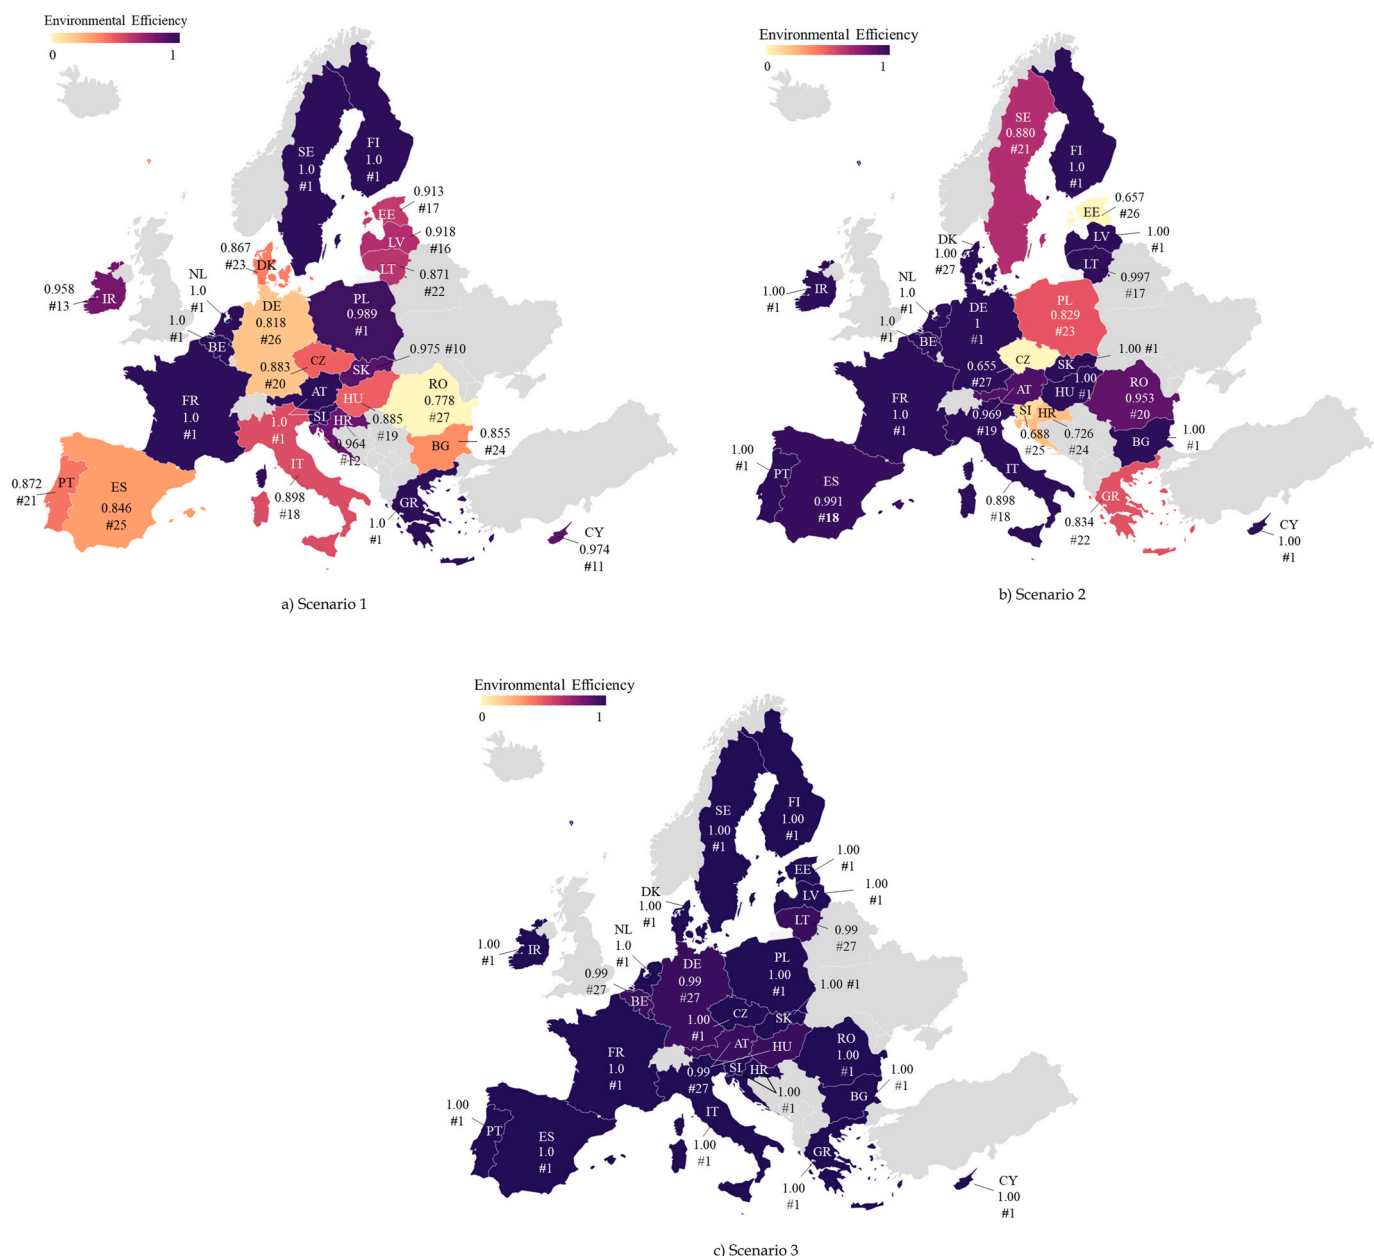 Environmental Efficiency
0 1
SE
1.0
#1
FI
1.0
#1
0.913
#17
EE
LV
0.918
#16
LT
0.871
#22
0.867
#23
DK
NL
1.0
#1
0.958
#13
IR
1.0
#1
BE
DE
0.818
#26
PL
0.989
#1
0.975 #10
CZ
0.883
#20
SK
AT
HU
0.885
#19
RO
0.778
#27
FR
1.0
#1
SI
1.0
#1
HR
0.964
#12
BG
0.855
#24
IT
0.898
#18
PT
0.872
#21
ES
0.846
#25
GR
1.0
#1
CY
0.974
#11
a) Scenario 1
Environmental Efficiency
0 1
SE
0.880
#21
FI
1.0
#1
0.657
#26
EE
LV
1.00
#1
LT
0.997
#17
DK
1.00
#27
NL
1.0
#1
1.00
#1
IR
1.0
#1
BE
DE
1
#1
PL
0.829
#23
CZ
0.655
#27
SK
1.00 #1
AT
0.969
#19
HU
1.00
#1
RO
0.953
#20
FR
1.0
#1
SI
0.688
#25
HR
0.726
#24
BG
1.00
#1
1.00
#1
PT
ES
0.991
#18
IT
0.898
#18
GR
0.834
#22
CY
1.00
#1
b) Scenario 2
Environmental Efficiency
0 1
SE
1.00
#1
FI
1.00
#1
1.00
#1
EE
LV
1.00
#1
LT
0.99
#27
DK
1.00
#1
NL
1.0
#1
1.00
#1
IR
0.99
#27
BE
DE
0.99
#27
PL
1.00
#1
1.00 #1
CZ
1.00
#1
SK
AT
HU
0.99
#27
RO
1.00
#1
FR
1.0
#1
SI
HR
1.00
#1
BG
1.00
#1
1.00
#1
PT
ES
1.0
#1
IT
1.00
#1
GR
1.00
#1
CY
1.00
#1
c) Scenario 3